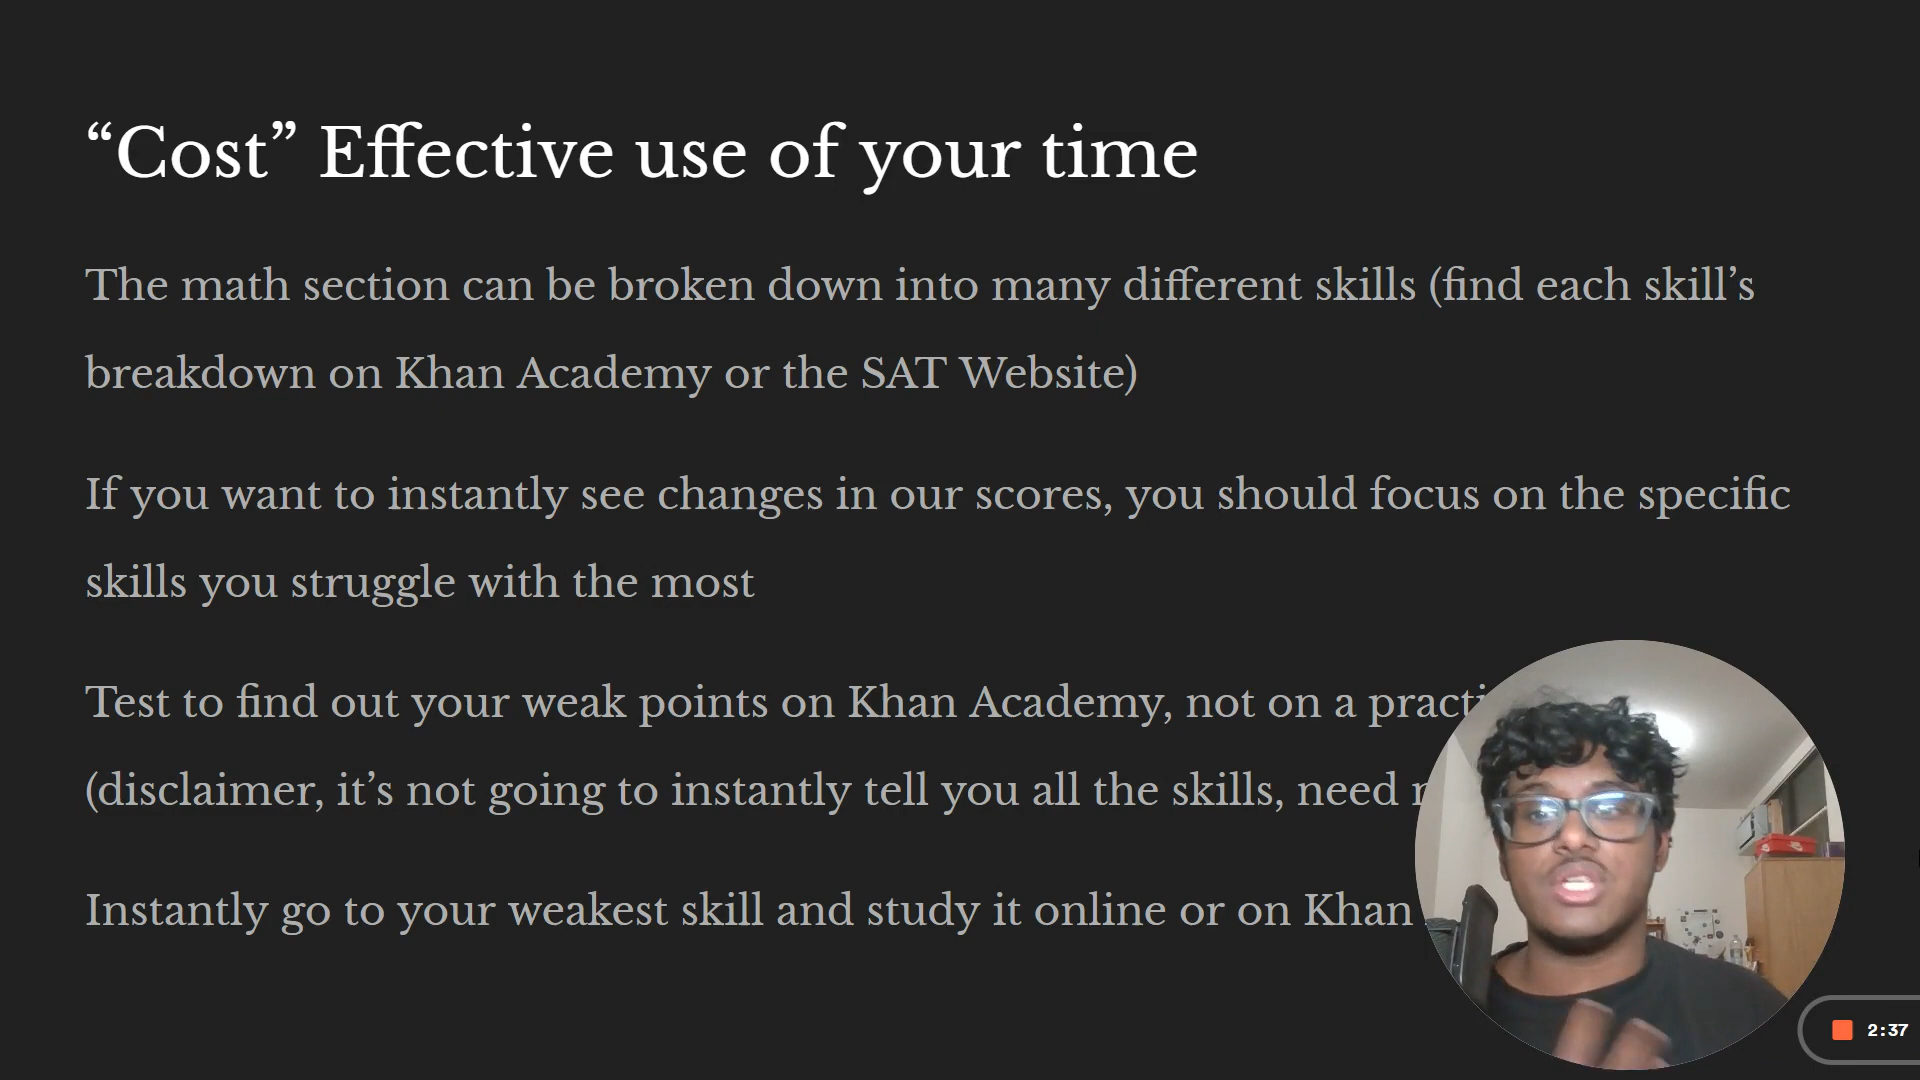 “Cost” Effective use of your time
The math section can be broken down into many different skills (find each skill’s
breakdown on Khan Academy or the SAT Website)
If you want to instantly see changes in our scores, you should focus on the specific
skills you struggle with the most
Test to find out your weak points on Khan Academy, not on a
(disclaimer, it’s not going to instantly tell you all the skills, need
Instantly go to your weakest skill and study it online or on Khan
2:37